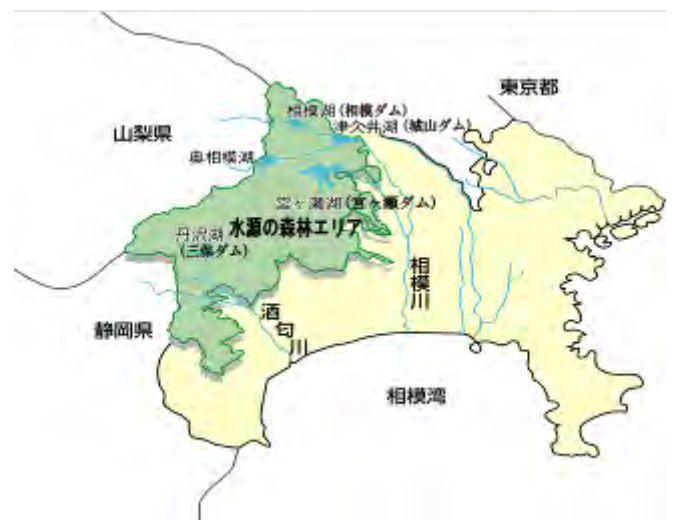 東京都
相模湖(相模ダム)
津久井湖(城山ダム)
山梨県
奥相模湖
宮ヶ瀬湖(宮ヶ瀬ダム)
水源の森林エリア
丹沢湖
(三保ダム)
相模川
酒匂川
静岡県
相模湾